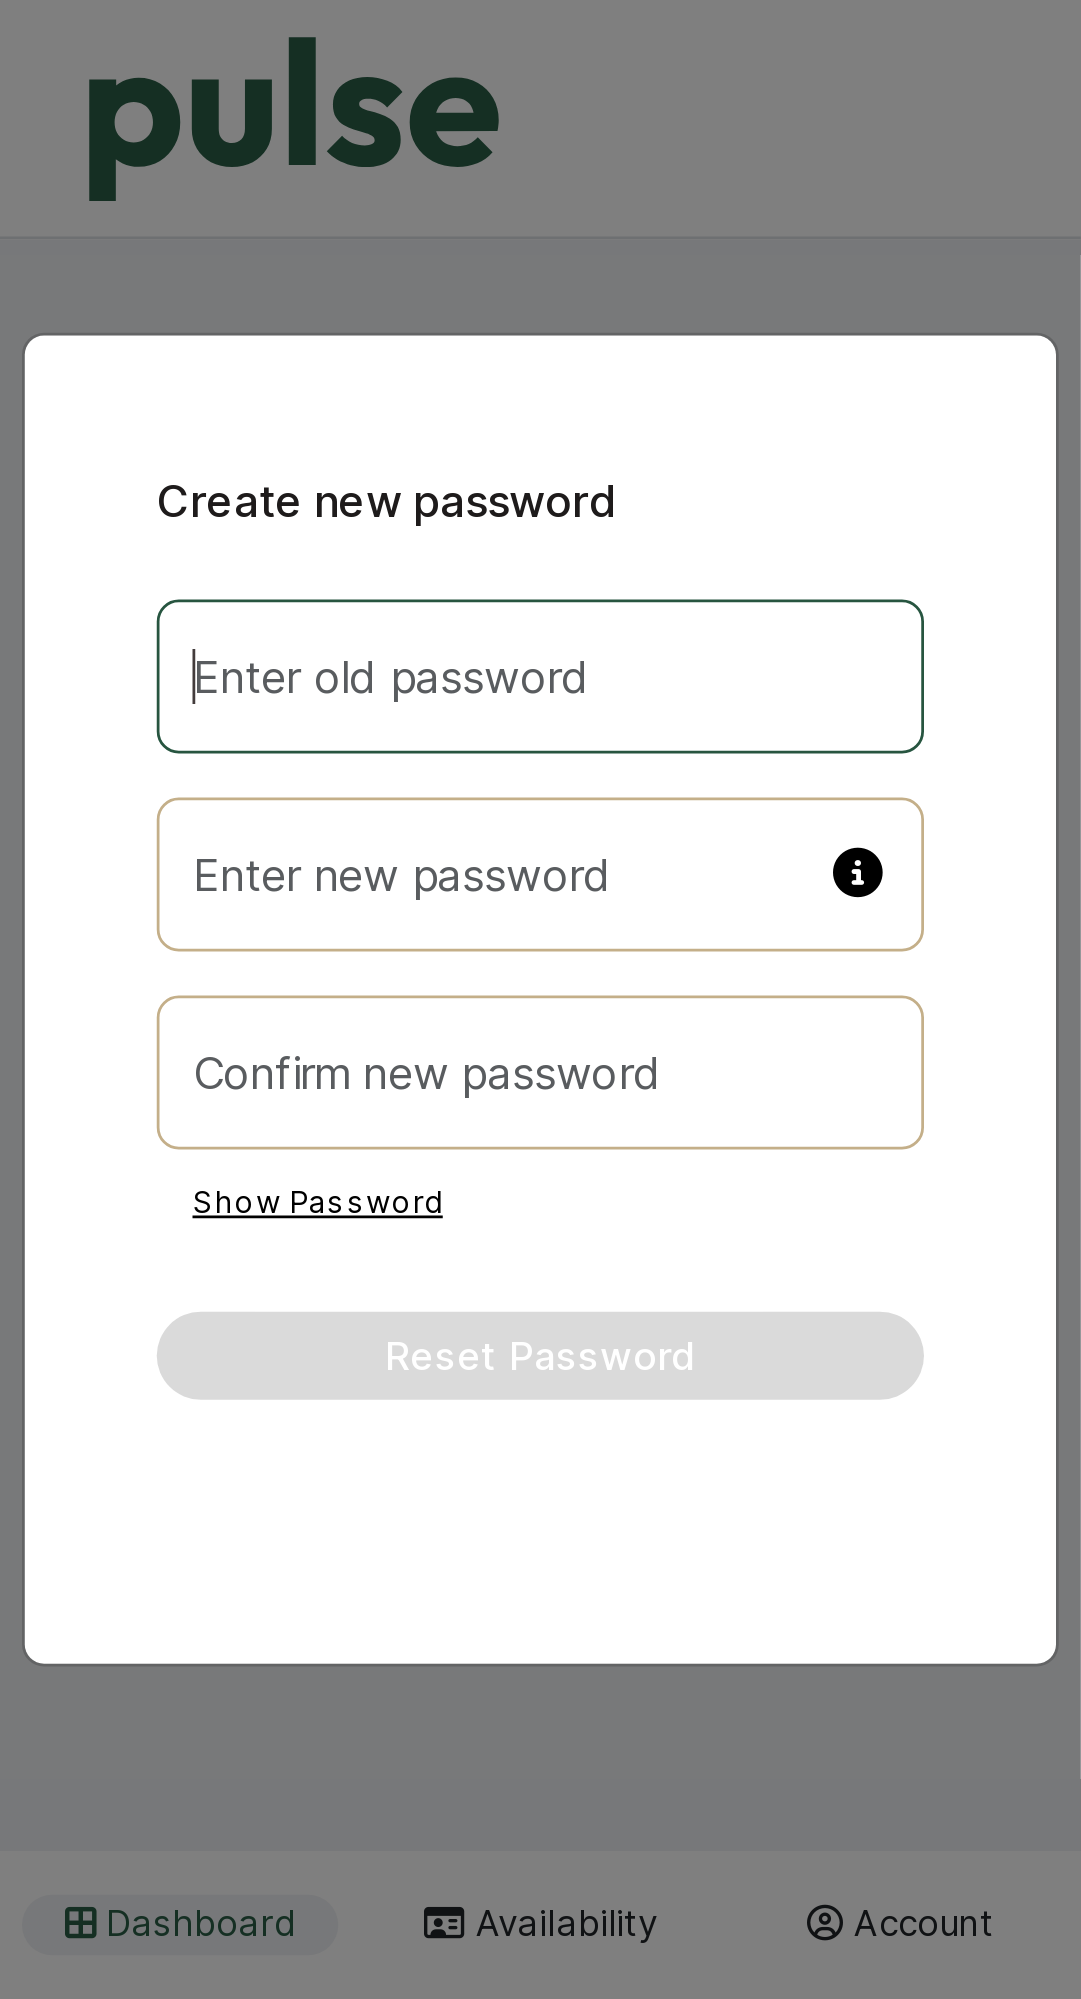 pulse
Create new password
Enter old password
Enter new password
Confirm new password
Show Password
Reset Password
Dashboard
Availability
Account